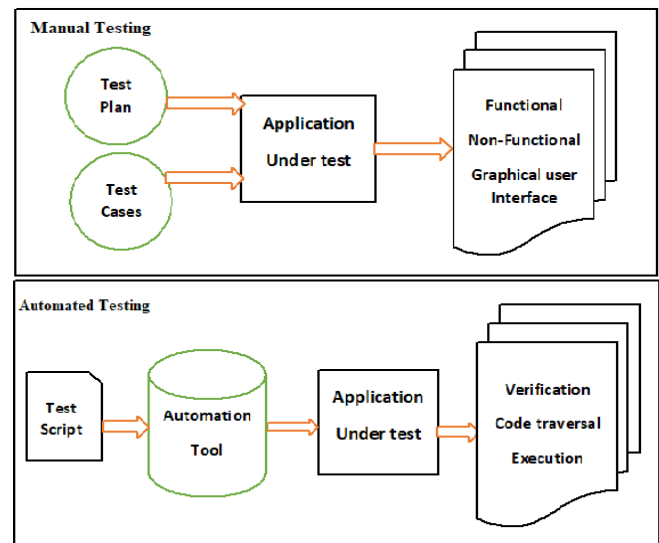 Manual Testing
Test
Plan
Test
Cases
Application
Under test
Functional
Non-Functional
Graphical user
Interface
Automated Testing
Test
Script
Automation
Tool
Application
Under test
Verification
Code traversal
Execution